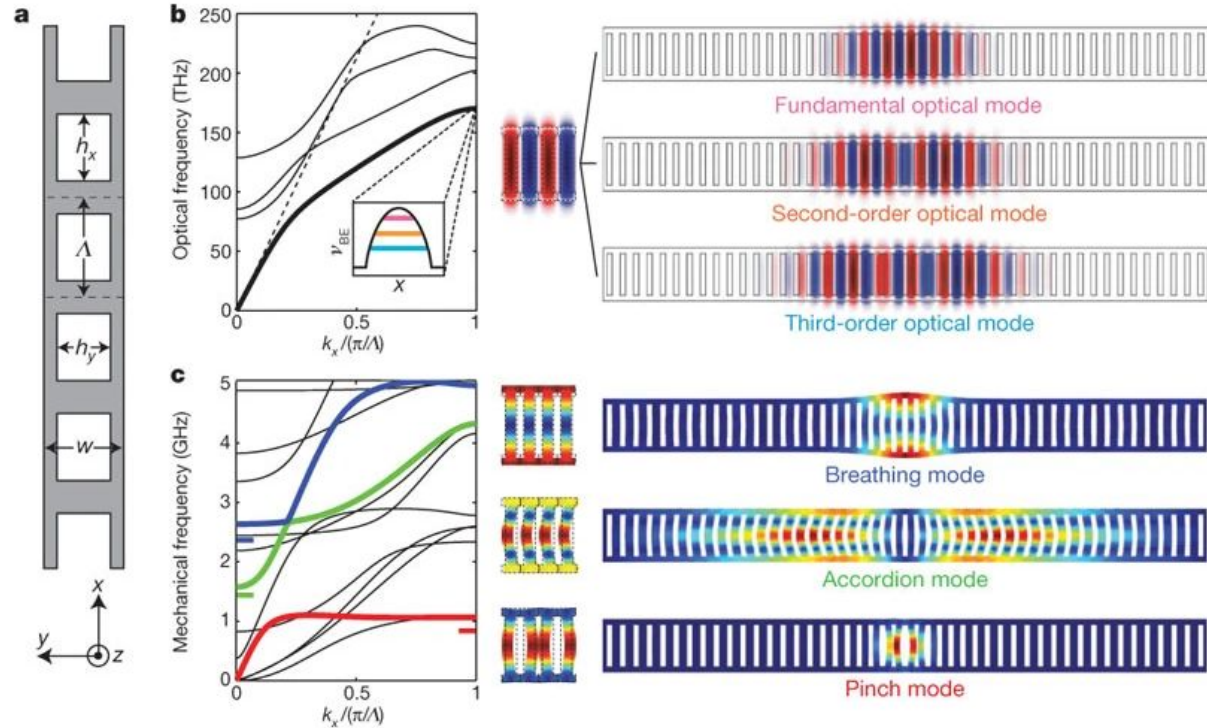 a
h_x
Λ
h_y
w
x
y
z
b
Optical frequency (THz)
250
200
150
100
50
0
ν_BE
x
0
0.5
1
k_x/(π/Λ)
Fundamental optical mode
Second-order optical mode
Third-order optical mode
c
Mechanical frequency (GHz)
5
4
3
2
1
0
0
0.5
1
k_x/(π/Λ)
Breathing mode
Accordion mode
Pinch mode